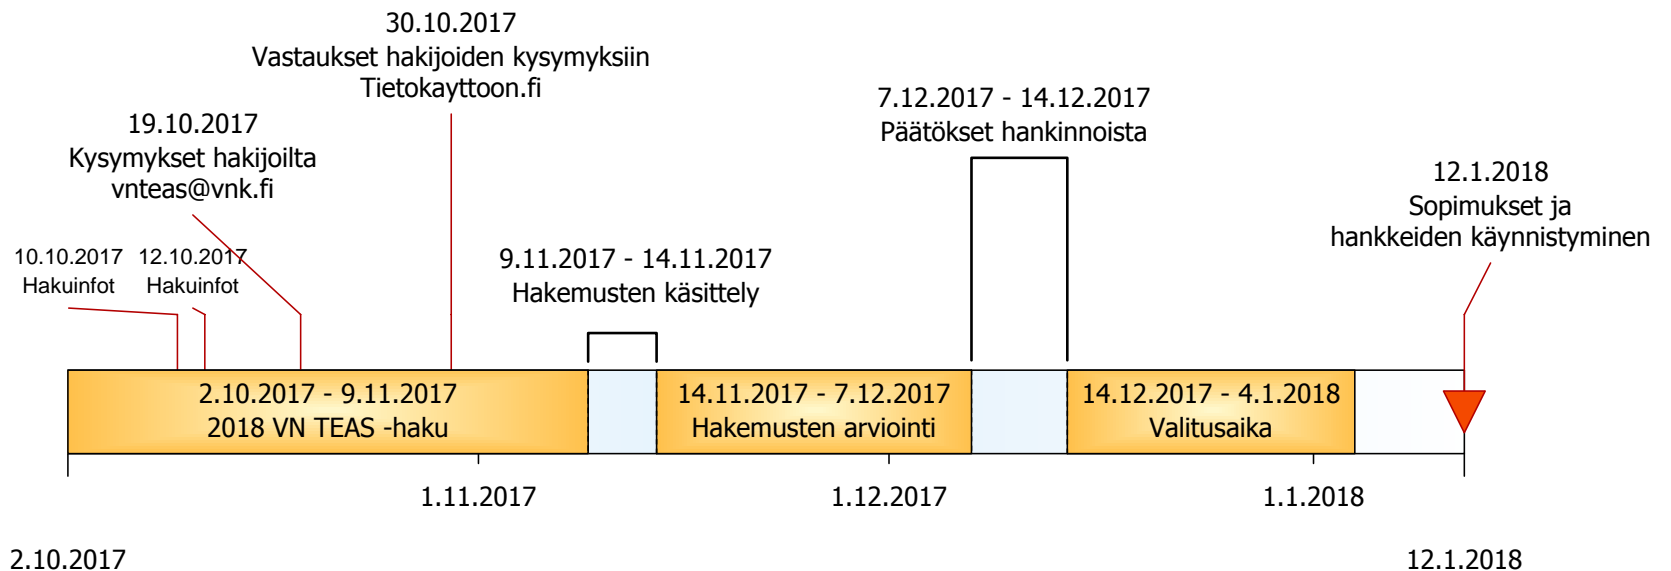 30.10.2017
Vastaukset hakijoiden kysymyksiin
Tietokayttoon.fi
7.12.2017 - 14.12.2017
Päätökset hankinnoista
19.10.2017
Kysymykset hakijoilta
vnteas@vnk.fi
12.1.2018
Sopimukset ja
hankkeiden käynnistyminen
10.10.2017
Hakuinfot
12.10.2017
Hakuinfot
9.11.2017 - 14.11.2017
Hakemusten käsittely
2.10.2017 - 9.11.2017
2018 VN TEAS -haku
14.11.2017 - 7.12.2017
Hakemusten arviointi
14.12.2017 - 4.1.2018
Valitusaika
1.11.2017
1.12.2017
1.1.2018
2.10.2017
12.1.2018